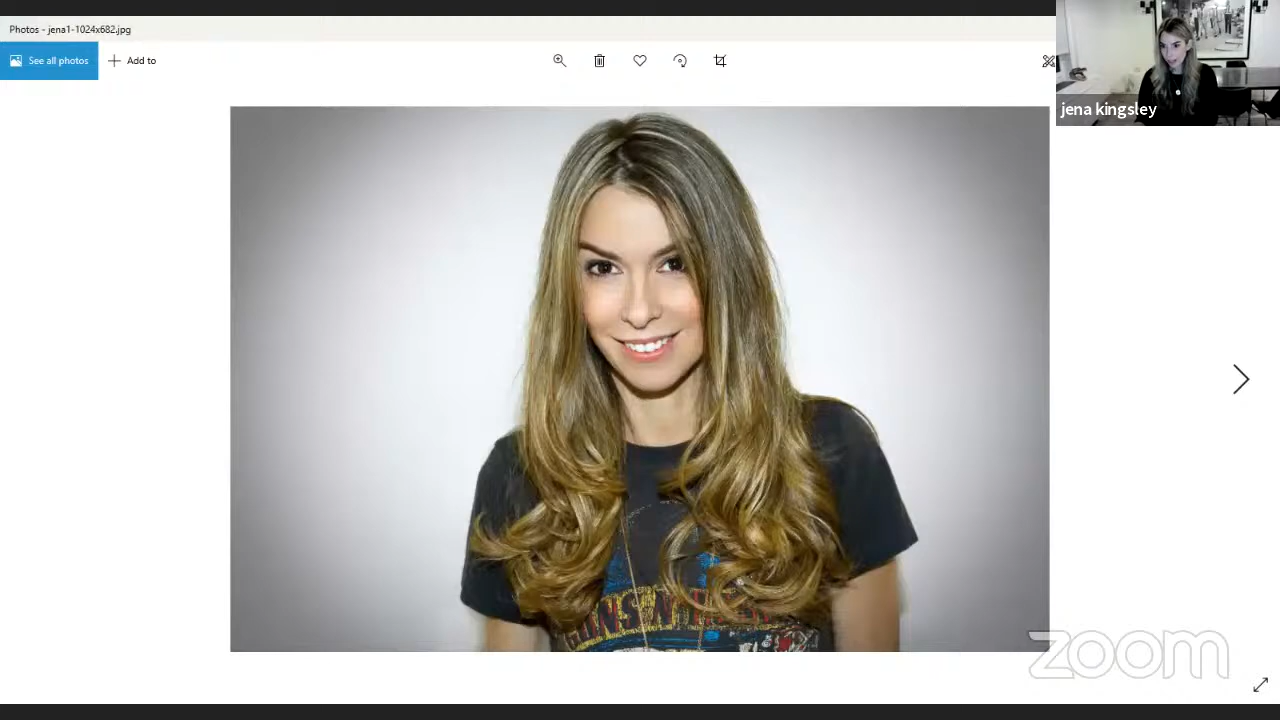 Photos - jena1-1024x682.jpg
See all photos
Add to
jena kingsley
zoom